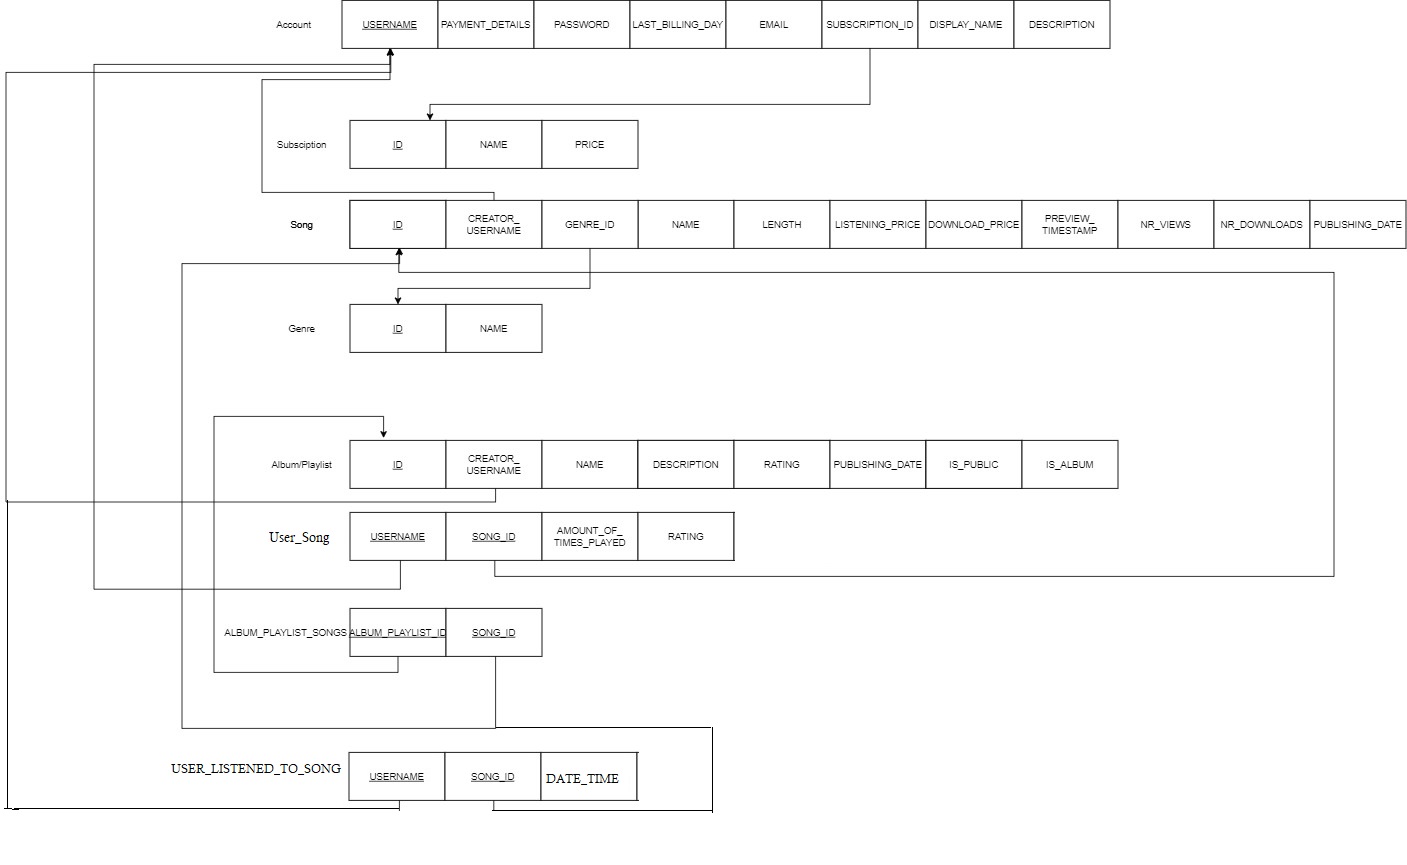 Account
USERNAME
PAYMENT_DETAILS
PASSWORD
LAST_BILLING_DAY
EMAIL
SUBSCRIPTION_ID
DISPLAY_NAME
DESCRIPTION
Subsciption
ID
NAME
PRICE
Song
ID
CREATOR_
USERNAME
GENRE_ID
NAME
LENGTH
LISTENING_PRICE
DOWNLOAD_PRICE
PREVIEW_
TIMESTAMP
NR_VIEWS
NR_DOWNLOADS
PUBLISHING_DATE
Genre
ID
NAME
Album/Playlist
ID
CREATOR_
USERNAME
NAME
DESCRIPTION
RATING
PUBLISHING_DATE
IS_PUBLIC
IS_ALBUM
User_Song
USERNAME
SONG_ID
AMOUNT_OF_
TIMES_PLAYED
RATING
ALBUM_PLAYLIST_SONGS
ALBUM_PLAYLIST_ID
SONG_ID
USER_LISTENED_TO_SONG
USERNAME
SONG_ID
DATE_TIME